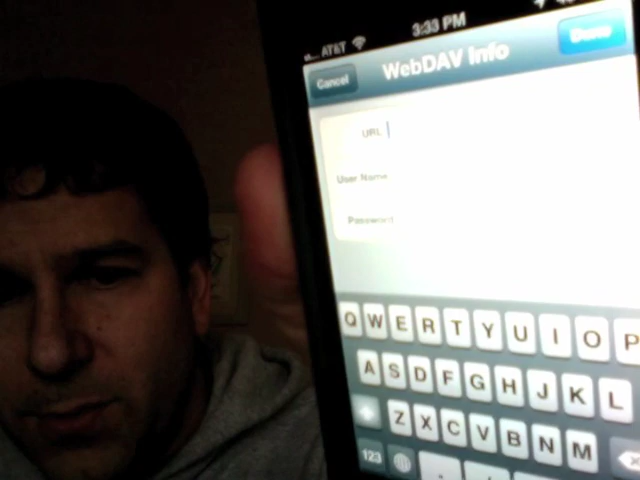 AT&T 3:33 PM
Cancel WebDAV Info Done
URL
User Name
Password
Q W E R T Y U I O P
A S D F G H J K L
Z X C V B N M
123